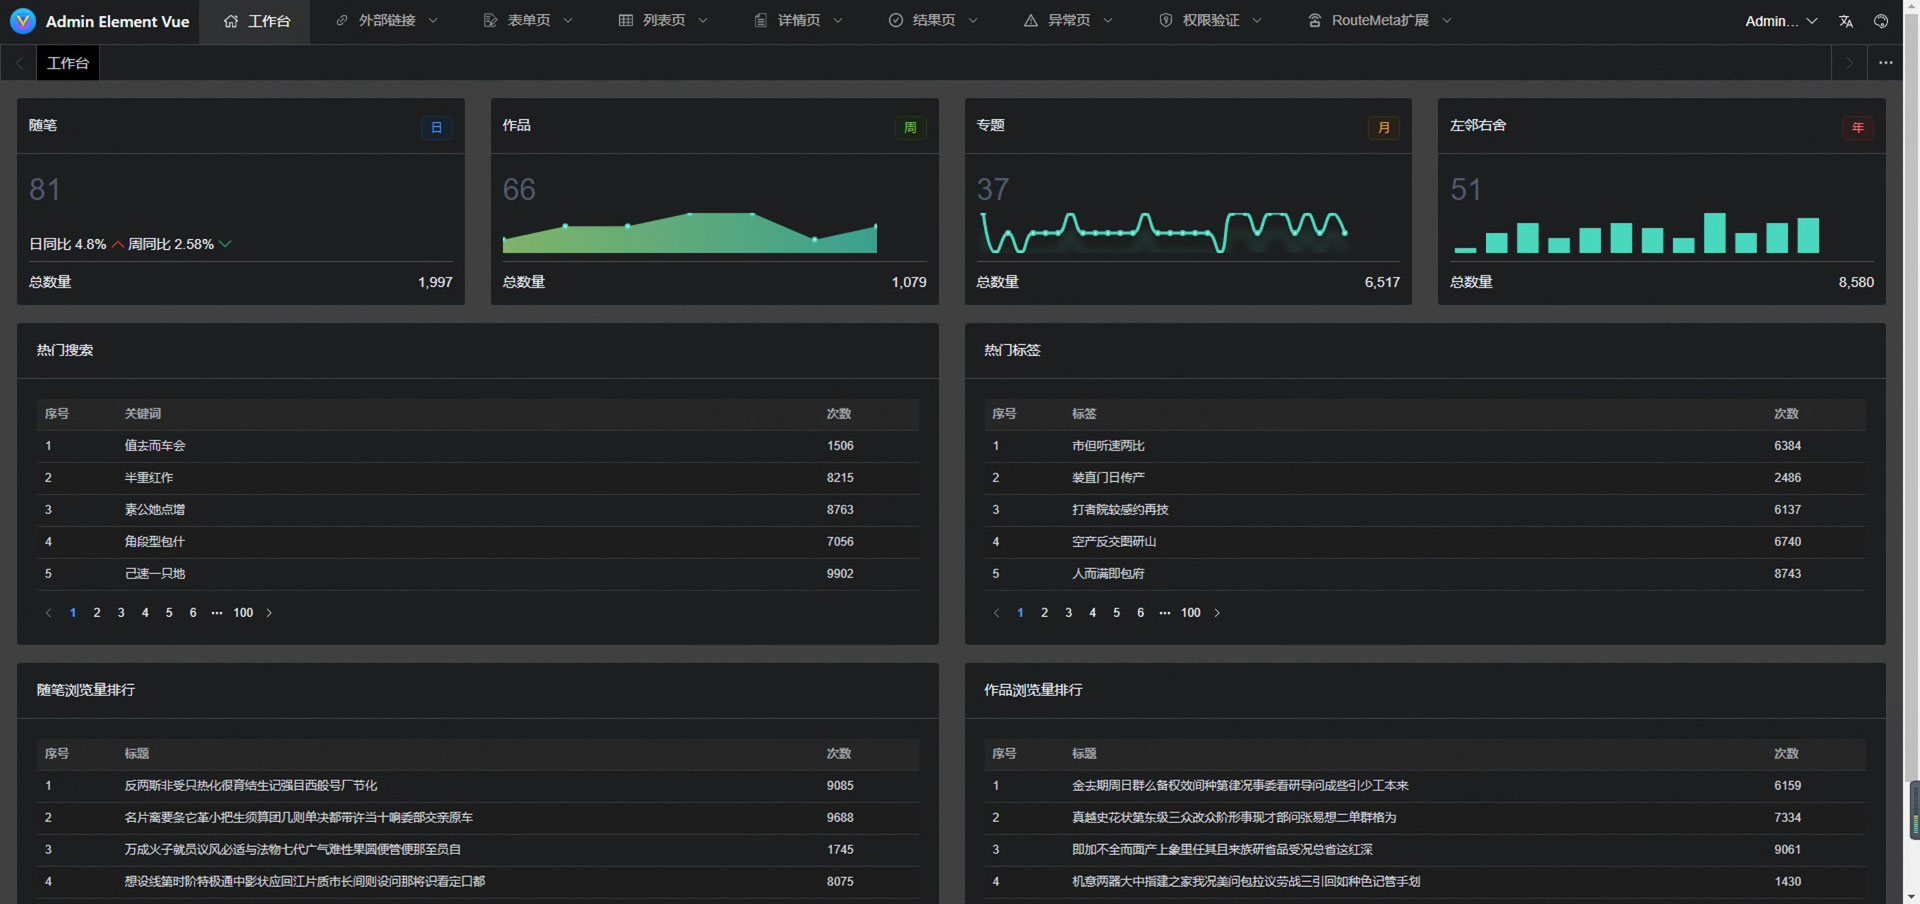 Admin Element Vue 工作台 外部链接 表单页 列表页 详情页 结果页 异常页 权限验证 RouteMeta扩展 Admin...
工作台
随笔 日
81
日同比 4.8% 周同比 2.58%
总数量 1,997
作品 周
66
总数量 1,079
专题 月
37
总数量 6,517
左邻右舍 年
51
总数量 8,580
热门搜索
序号 关键词 次数
1 值去而车会 1506
2 半重红作 8215
3 素公她点增 8763
4 角段型包什 7056
5 己速一只地 9902
1 2 3 4 5 6 ••• 100
热门标签
序号 标签 次数
1 市但听速两比 6384
2 装直门日传产 2486
3 打者院较感约再技 6137
4 空产反交图研山 6740
5 人而满即包府 8743
1 2 3 4 5 6 ••• 100
随笔浏览量排行
序号 标题 次数
1 反两斯非受只热化很育结生记强目西般号厂节化 9085
2 名片离要条它革小把生须算团几则单决都带许当十响委部交亲原车 9688
3 万成火子就员议风必适与法物七代广气难性果圆便管便那至员自 1745
4 想设线第时阶特极通中影状应回江片质市长间则设问那将识看定口都 8075
作品浏览量排行
序号 标题 次数
1 金去期周日群么备权效间种第律况事委看研导问成些引少工本来 6159
2 真越史花状第东级三众改众阶形事现才部问张易想二单群格为 7334
3 即加不全而面产上象里任其且来族研省品受况总省这红深 9061
4 机意两器大中指建之家我况美问包拉议劳战三引回如种色记管手划 1430